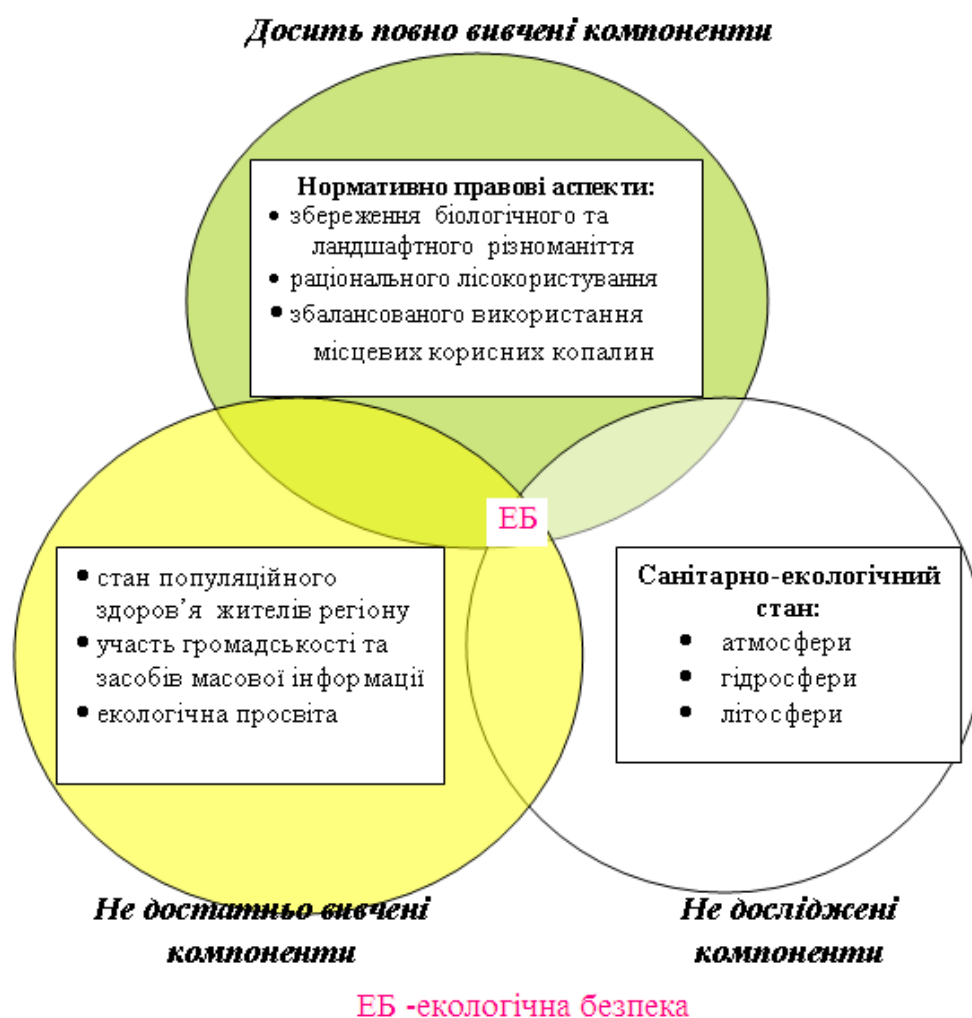 Досить повно вивчені компоненти
Нормативно правові аспекти:
• збереження біологічного та
ландшафтного різноманіття
• раціонального лісокористування
• збалансованого використання
місцевих корисних копалин
ЕБ
• стан популяційного
здоров’я жителів регіону
• участь громадськості та
засобів масової інформації
• екологічна просвіта
Санітарно-екологічний
стан:
• атмосфери
• гідросфери
• літосфери
Не достатньо вивчені
компоненти
Не досліджені
компоненти
ЕБ -екологічна безпека